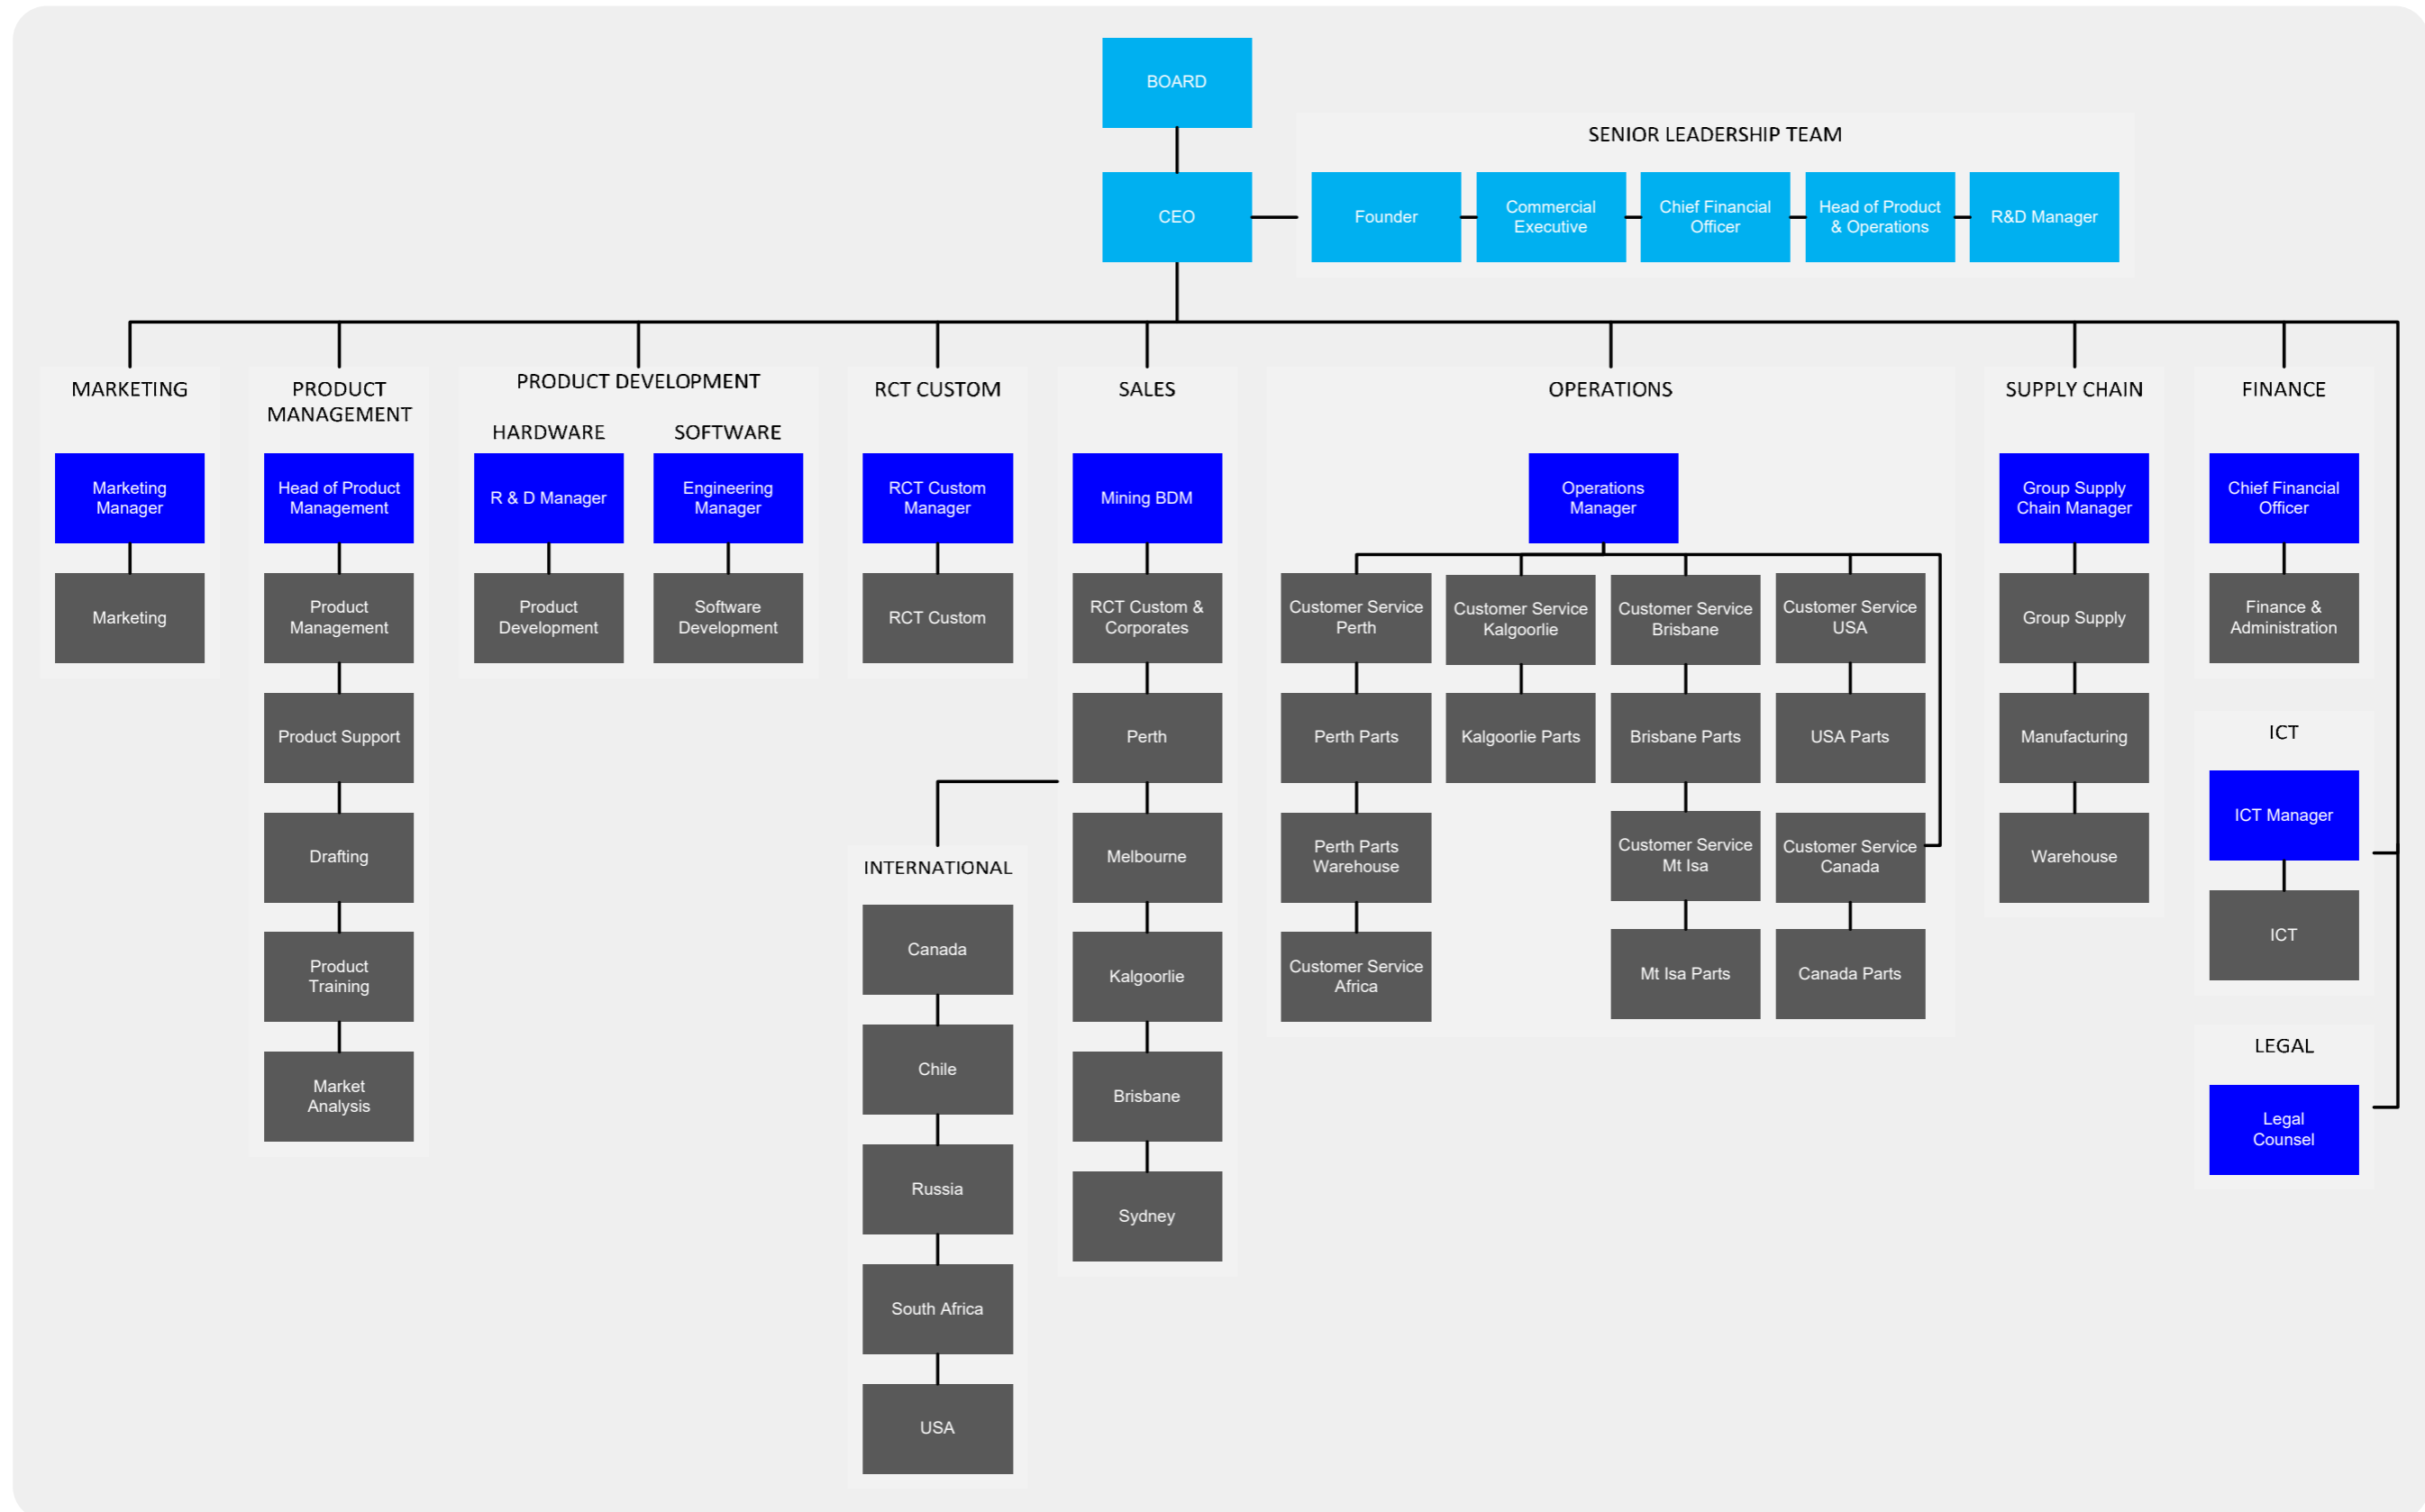 BOARD
SENIOR LEADERSHIP TEAM
CEO
Founder
Commercial
Executive
Chief Financial
Officer
Head of Product
& Operations
R&D Manager
MARKETING
Marketing
Manager
Marketing
PRODUCT
MANAGEMENT
Head of Product
Management
Product
Management
Product Support
Drafting
Product
Training
Market
Analysis
PRODUCT DEVELOPMENT
HARDWARE
R & D Manager
Product
Development
SOFTWARE
Engineering
Manager
Software
Development
RCT CUSTOM
RCT Custom
Manager
RCT Custom
INTERNATIONAL
Canada
Chile
Russia
South Africa
USA
SALES
Mining BDM
RCT Custom &
Corporates
Perth
Melbourne
Kalgoorlie
Brisbane
Sydney
OPERATIONS
Operations
Manager
Customer Service
Perth
Perth Parts
Perth Parts
Warehouse
Customer Service
Africa
Customer Service
Kalgoorlie
Kalgoorlie Parts
Customer Service
Brisbane
Brisbane Parts
Customer Service
Mt Isa
Mt Isa Parts
Customer Service
USA
USA Parts
Customer Service
Canada
Canada Parts
SUPPLY CHAIN
Group Supply
Chain Manager
Group Supply
Manufacturing
Warehouse
FINANCE
Chief Financial
Officer
Finance &
Administration
ICT
ICT Manager
ICT
LEGAL
Legal
Counsel